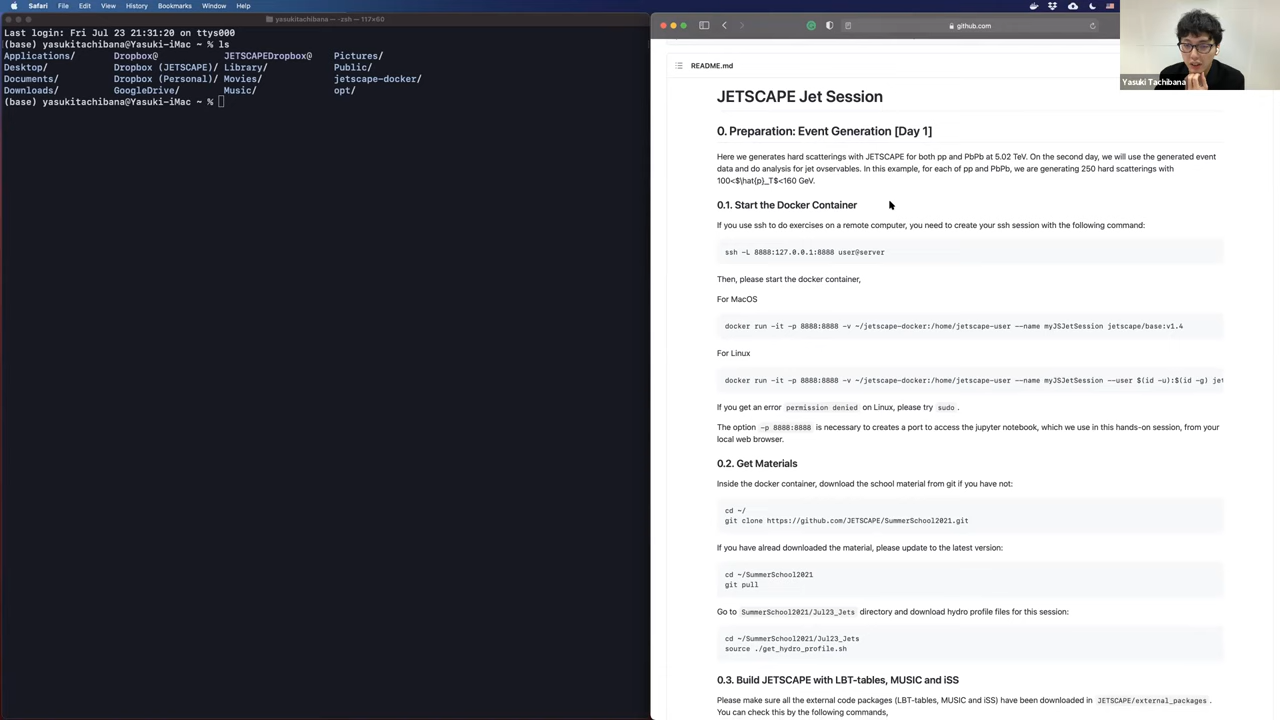 Safari File Edit View History Bookmarks Window Help
yasukitachibana — -zsh — 117×60
Last login: Fri Jul 23 21:31:20 on ttys000
(base) yasukitachibana@Yasuki-iMac ~ % ls
Applications/ Dropbox@ JETSCAPEDropbox@ Pictures/
Desktop/ Dropbox (JETSCAPE)/ Library/ Public/
Documents/ Dropbox (Personal)/ Movies/ jetscape-docker/
Downloads/ GoogleDrive/ Music/ opt/
(base) yasukitachibana@Yasuki-iMac ~ %
github.com
README.md
JETSCAPE Jet Session
0. Preparation: Event Generation [Day 1]
Here we generates hard scatterings with JETSCAPE for both pp and PbPb at 5.02 TeV. On the second day, we will use the generated event
data and do analysis for jet ovservables. In this example, for each of pp and PbPb, we are generating 250 hard scatterings with
100<$\hat{p}_T$<160 GeV.
0.1. Start the Docker Container
If you use ssh to do exercises on a remote computer, you need to create your ssh session with the following command:
ssh -L 8888:127.0.0.1:8888 user@server
Then, please start the docker container,
For MacOS
docker run -it -p 8888:8888 -v ~/jetscape-docker:/home/jetscape-user --name myJSJetSession jetscape/base:v1.4
For Linux
docker run -it -p 8888:8888 -v ~/jetscape-docker:/home/jetscape-user --name myJSJetSession --user $(id -u):$(id -g) jet
If you get an error permission denied on Linux, please try sudo .
The option -p 8888:8888 is necessary to creates a port to access the jupyter notebook, which we use in this hands-on session, from your
local web browser.
0.2. Get Materials
Inside the docker container, download the school material from git if you have not:
cd ~/
git clone https://github.com/JETSCAPE/SummerSchool2021.git
If you have alread downloaded the material, please update to the latest version:
cd ~/SummerSchool2021
git pull
Go to SummerSchool2021/Jul23_Jets directory and download hydro profile files for this session:
cd ~/SummerSchool2021/Jul23_Jets
source ./get_hydro_profile.sh
0.3. Build JETSCAPE with LBT-tables, MUSIC and iSS
Please make sure all the external code packages (LBT-tables, MUSIC and iSS) have been downloaded in JETSCAPE/external_packages .
You can check this by the following commands,
Yasuki Tachibana